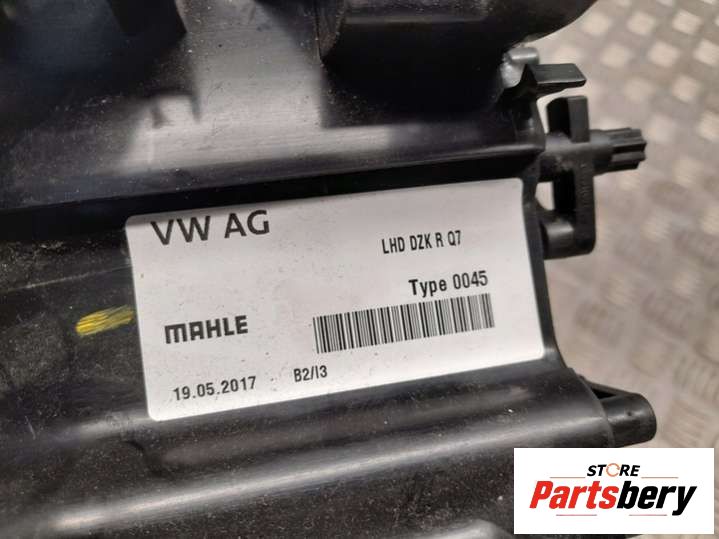 VW AG
LHD DZK R Q7
Type 0045
MAHLE
19.05.2017 B2/I3
STORE
Partsbery